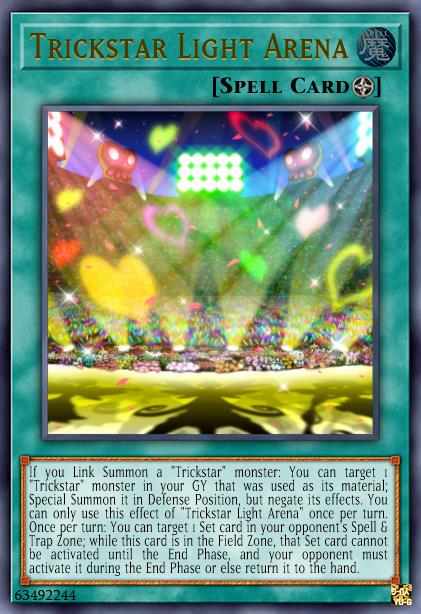 Trickstar Light Arena
魔
[Spell Card]
If you Link Summon a "Trickstar" monster: You can target 1
"Trickstar" monster in your GY that was used as its material;
Special Summon it in Defense Position, but negate its effects. You
can only use this effect of "Trickstar Light Arena" once per turn.
Once per turn: You can target 1 Set card in your opponent's Spell &
Trap Zone; while this card is in the Field Zone, that Set card cannot
be activated until the End Phase, and your opponent must
activate it during the End Phase or else return it to the hand.
63492244